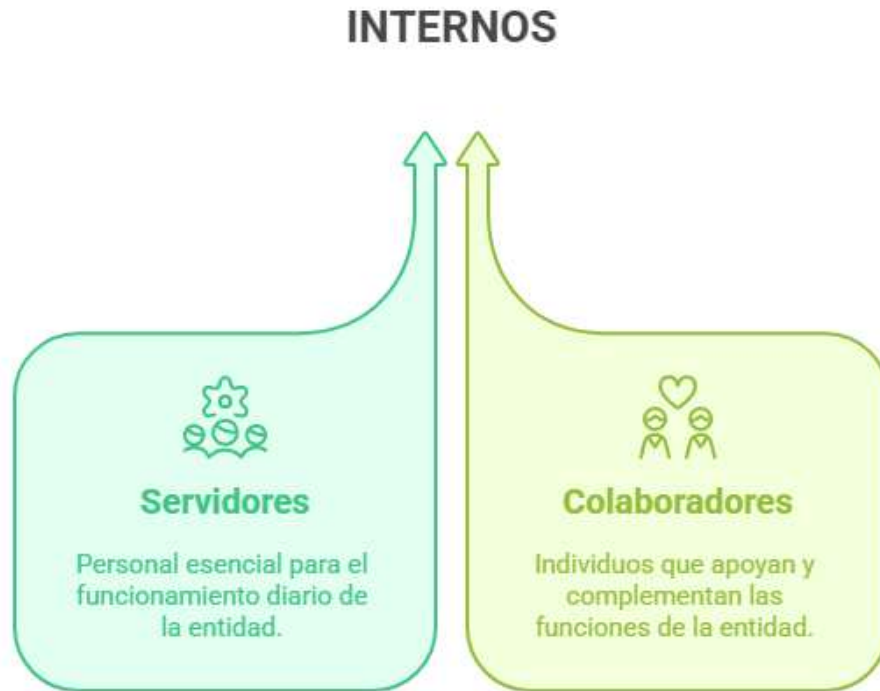 INTERNOS
Servidores
Personal esencial para el
funcionamiento diario de
la entidad.
Colaboradores
Individuos que apoyan y
complementan las
funciones de la entidad.